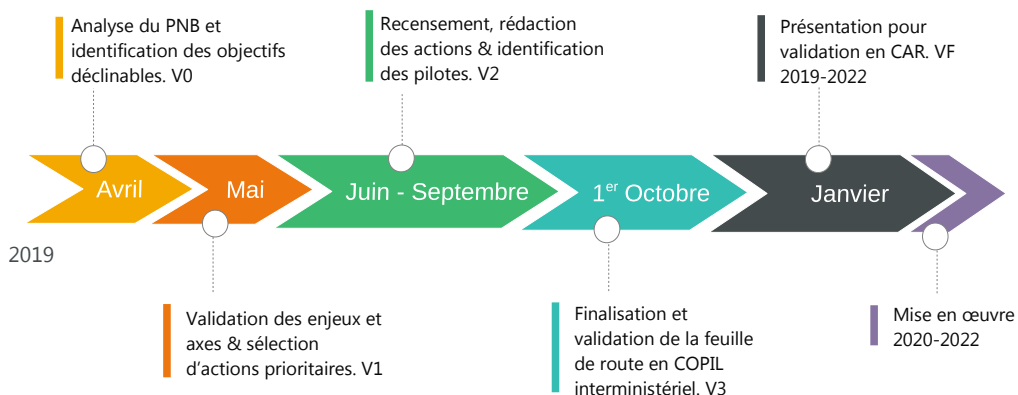 Analyse du PNB et
identification des objectifs
déclinables. V0
Recensement, rédaction
des actions & identification
des pilotes. V2
Présentation pour
validation en CAR. VF
2019-2022
Avril
Mai
Juin - Septembre
1er Octobre
Janvier
2019
Validation des enjeux et
axes & sélection
d'actions prioritaires. V1
Finalisation et
validation de la feuille
de route en COPIL
interministériel. V3
Mise en œuvre
2020-2022